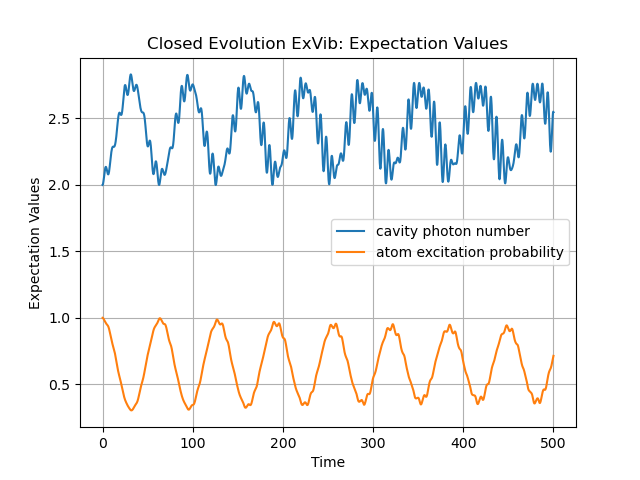 Closed Evolution ExVib: Expectation Values
Expectation Values
2.5
2.0
1.5
1.0
0.5
cavity photon number
atom excitation probability
0
100
200
300
400
500
Time